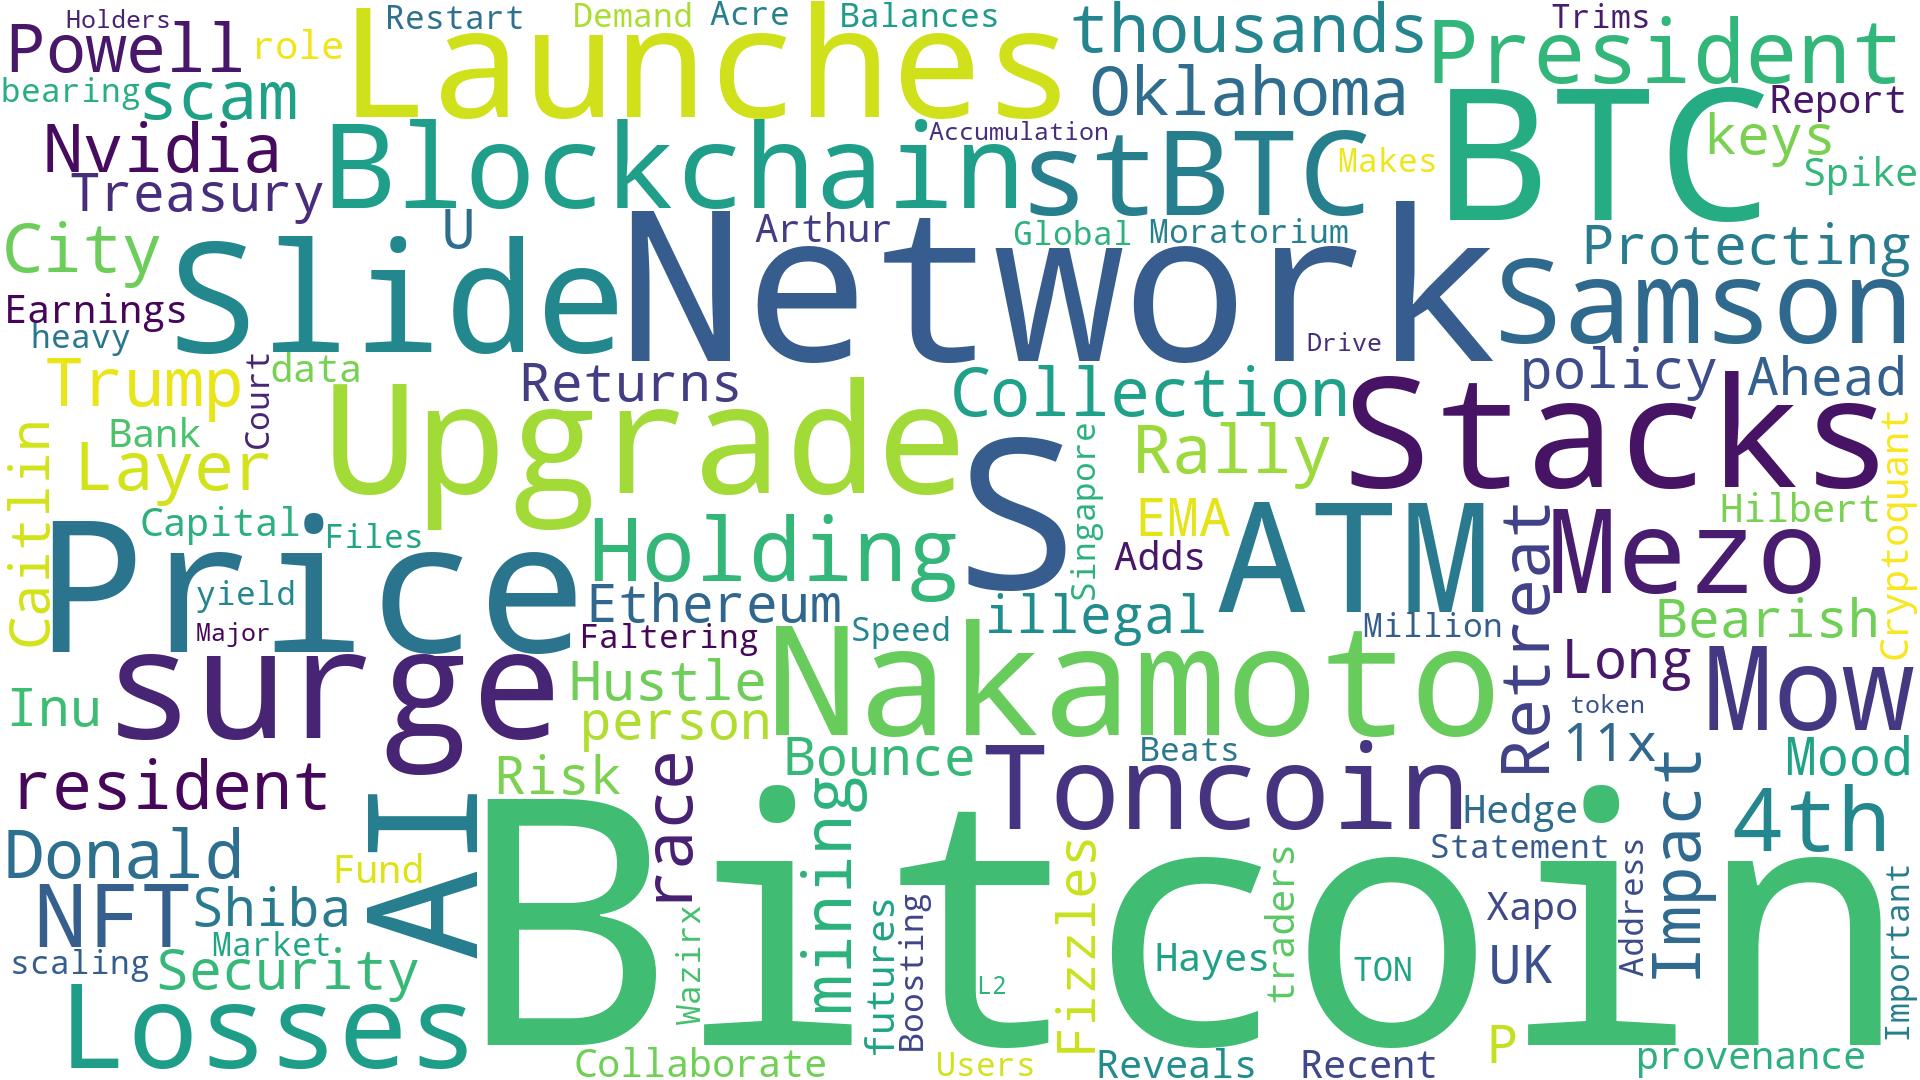 Holders
Restart
Demand
Acre
Balances
thousands
Trims
Powell
role
Launches
President
bearing
scam
Oklahoma
BTC
Report
Nvidia
Blockchain
Accumulation
stBTC
Makes
keys
Spike
Treasury
U
Arthur
Global
Moratorium
City
Slide
Network
Samson
Protecting
Earnings
heavy
Drive
Trump
Court
data
Returns
Collection
policy
Ahead
Bank
Layer
Upgrade
S
Singapore
Rally
Stacks
Cryptoquant
Caitlin
Price
Capital
Files
Holding
EMA
Adds
ATM
Retreat
Mezo
Hilbert
yield
Major
Ethereum
illegal
Million
Bearish
surge
Faltering
Speed
Nakamoto
Long
Mow
Inu
Hustle
person
token
11x
resident
Risk
race
Bounce
Beats
Toncoin
Impact
Mood
AI
Bitcoin
mining
Hedge
4th
Donald
Fund
Statement
NFT
Shiba
Market
Wazirx
futures
Boosting
Fizzles
traders
Xapo
Address
Important
scaling
Security
L2
Hayes
TON
UK
Losses
P
Collaborate
Users
Reveals
Recent
provenance